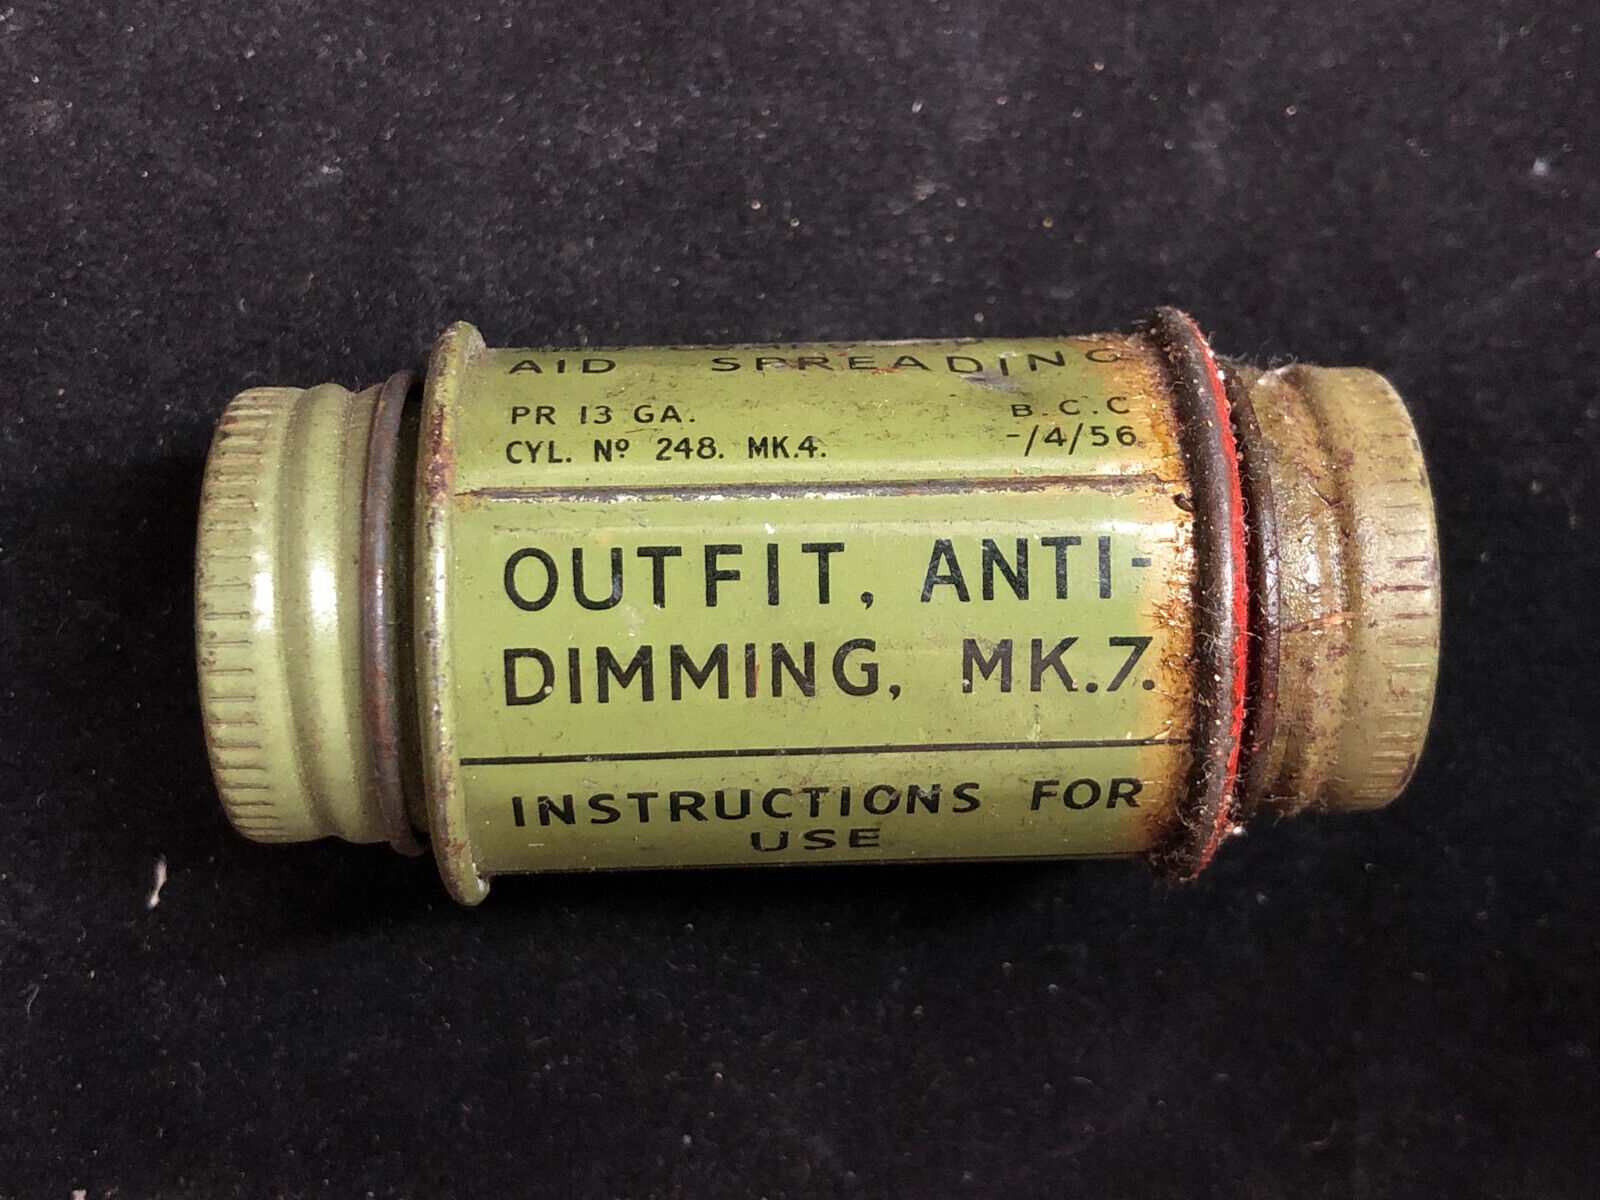 AID SPREADING
PR 13 GA. B.C.C
CYL. Nº 248. MK.4. -/4/56
OUTFIT, ANTI-
DIMMING, MK.7.
INSTRUCTIONS FOR
USE